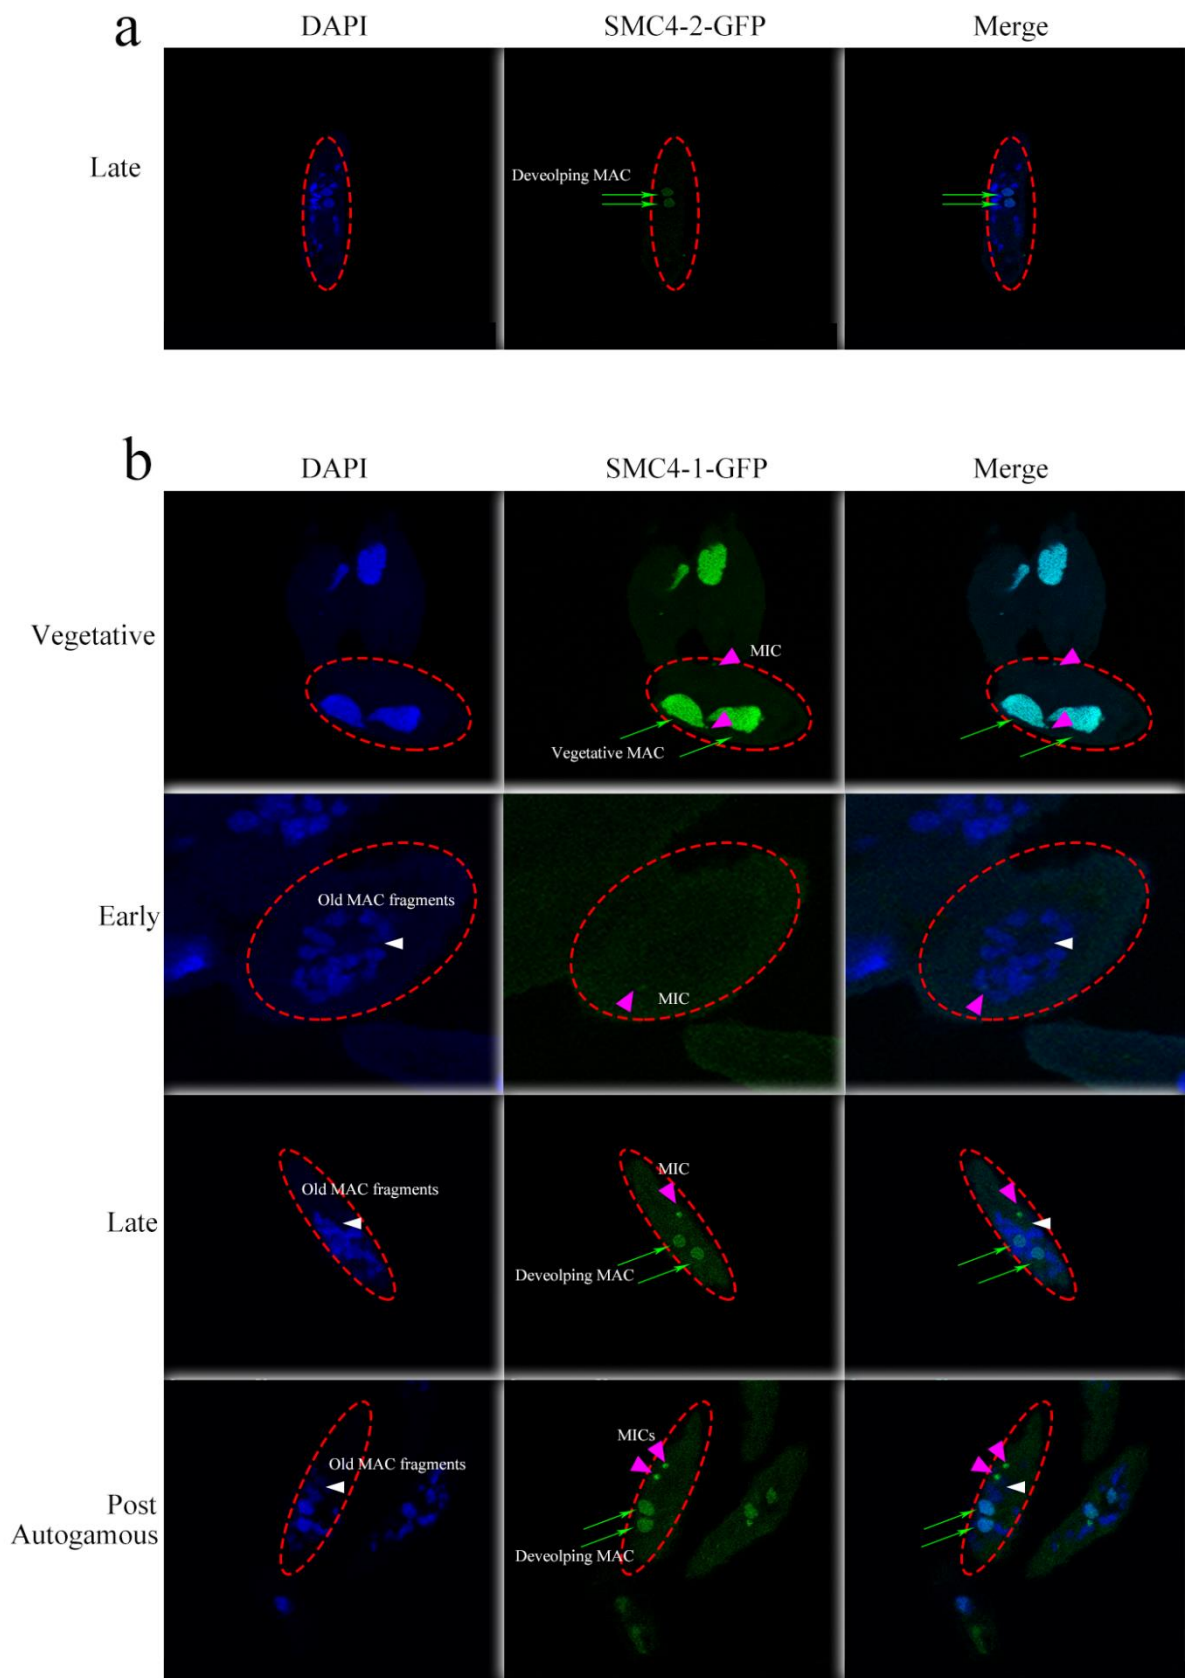 a
DAPI SMC4-2-GFP Merge
Late
Deveolping MAC
b
DAPI SMC4-1-GFP Merge
Vegetative
MIC
Vegetative MAC
Early
Old MAC fragments
MIC
Late
MIC
Old MAC fragments
Deveolping MAC
Post
Autogamous
MICs
Old MAC fragments
Deveolping MAC